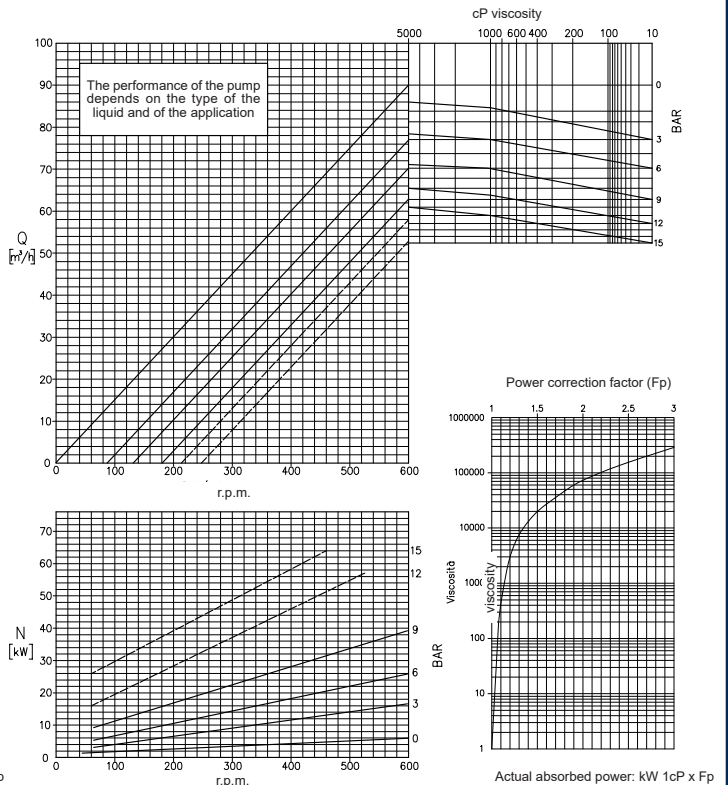 cP viscosity
5000 1000 600 400 200 100 10
100
90
80
70
60
50
40
30
20
10
0
Q
[m³/h]
The performance of the pump
depends on the type of the
liquid and of the application
0
3
6
9
12
15
BAR
0 100 200 300 400 500 600
r.p.m.
70
60
50
40
30
20
10
0
N
[kW]
15
12
9
6
3
0
BAR
0 100 200 300 400 500 600
r.p.m.
Power correction factor (Fp)
1 1.5 2 2.5 3
1000000
100000
10000
1000
100
10
1
Viscosità
viscosity
Actual absorbed power: kW 1cP x Fp